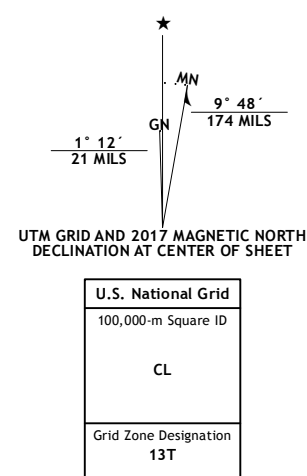 ★
MN
GN
9° 48´
174 MILS
1° 12´
21 MILS
UTM GRID AND 2017 MAGNETIC NORTH
DECLINATION AT CENTER OF SHEET
U.S. National Grid
100,000-m Square ID
CL
Grid Zone Designation
13T